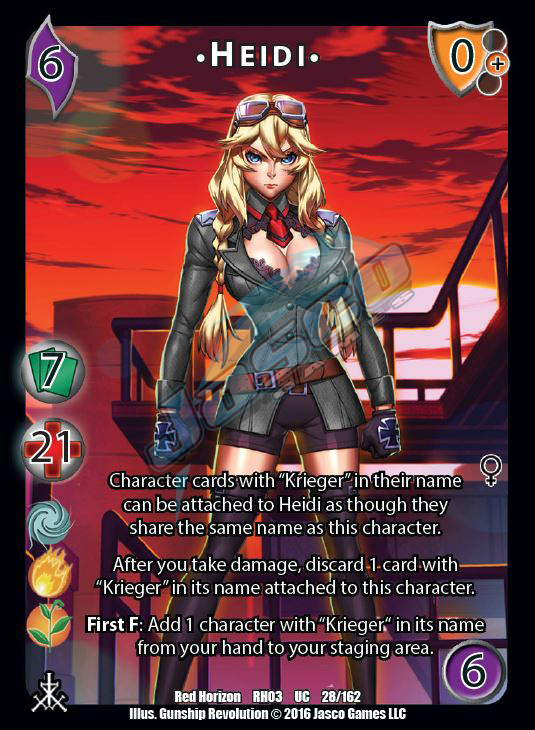 6
•HEIDI•
0
+
7
21
Character cards with “Krieger” in their name
can be attached to Heidi as though they
share the same name as this character.
After you take damage, discard 1 card with
“Krieger” in its name attached to this character.
First F: Add 1 character with “Krieger” in its name
from your hand to your staging area.
6
Red Horizon RH03 UC 28/162
Illus. Gunship Revolution © 2016 Jasco Games LLC